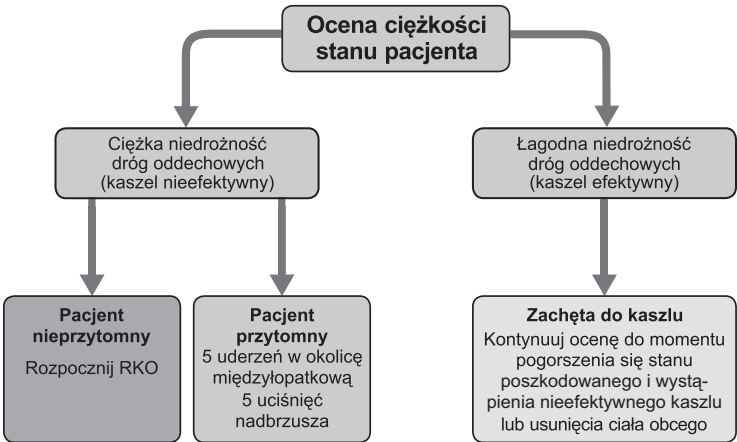 Ocena ciężkości
stanu pacjenta
Ciężka niedrożność
dróg oddechowych
(kaszel nieefektywny)
Łagodna niedrożność
dróg oddechowych
(kaszel efektywny)
Pacjent
nieprzytomny
Rozpocznij RKO
Pacjent
przytomny
5 uderzeń w okolicę
międzyłopatkową
5 uciśnięć
nadbrzusza
Zachęta do kaszlu
Kontynuuj ocenę do momentu
pogorszenia się stanu
poszkodowanego i wystą-
pienia nieefektywnego kaszlu
lub usunięcia ciała obcego